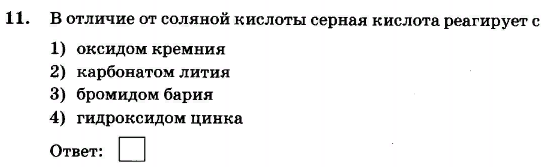 11. В отличие от соляной кислоты серная кислота реагирует с
1) оксидом кремния
2) карбонатом лития
3) бромидом бария
4) гидроксидом цинка
Ответ: